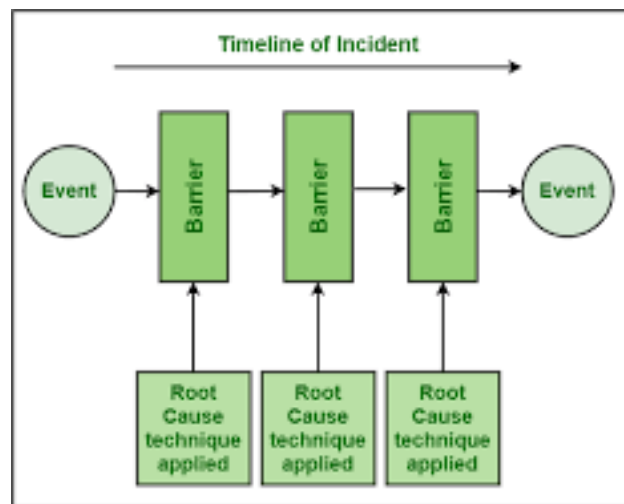 Timeline of Incident
Event
Barrier
Barrier
Barrier
Event
Root
Cause
technique
applied
Root
Cause
technique
applied
Root
Cause
technique
applied